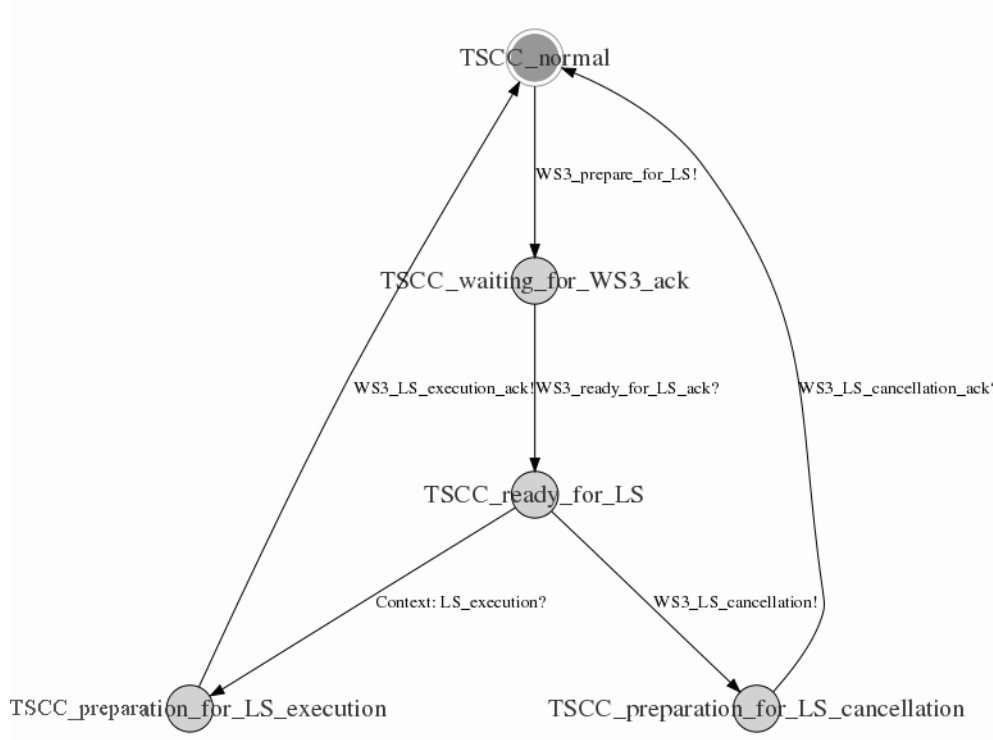 TSCC_normal
WS3_prepare_for_LS!
TSCC_waiting_for_WS3_ack
WS3_LS_execution_ack!
WS3_ready_for_LS_ack?
WS3_LS_cancellation_ack?
TSCC_ready_for_LS
Context: LS_execution?
WS3_LS_cancellation!
TSCC_preparation_for_LS_execution
TSCC_preparation_for_LS_cancellation